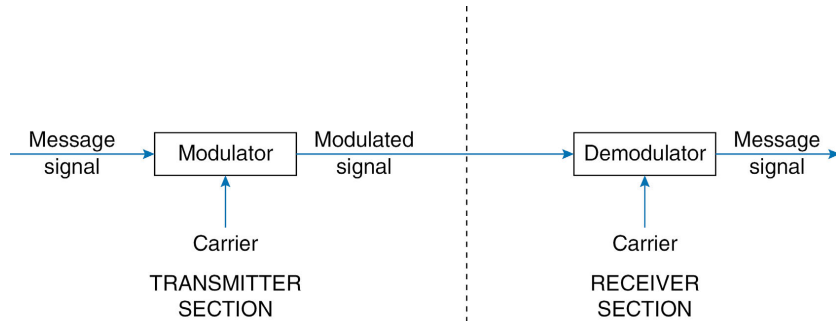 Message
signal
Modulator
Modulated
signal
Demodulator
Message
signal
Carrier
Carrier
TRANSMITTER
SECTION
RECEIVER
SECTION